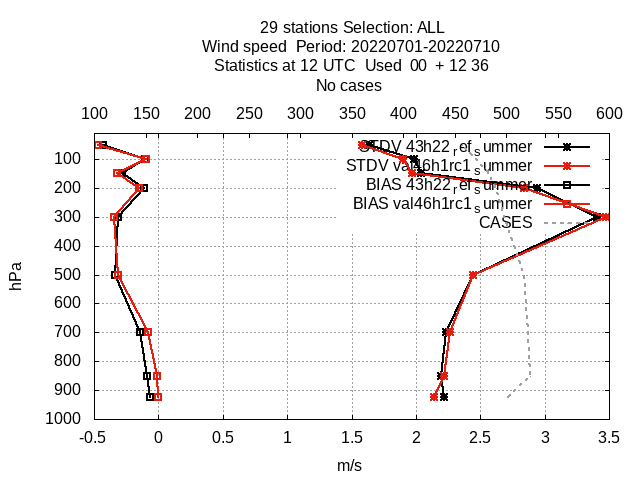 29 stations Selection: ALL
Wind speed  Period: 20220701-20220710
Statistics at 12 UTC  Used  00  + 12 36
No cases
100 150 200 250 300 350 400 450 500 550 600
STDV 43h22_ref_summer
STDV val46h1rc1_summer
BIAS 43h22_ref_summer
BIAS val46h1rc1_summer
CASES
100
200
300
400
500
600
700
800
900
1000
hPa
-0.5 0 0.5 1 1.5 2 2.5 3 3.5
m/s